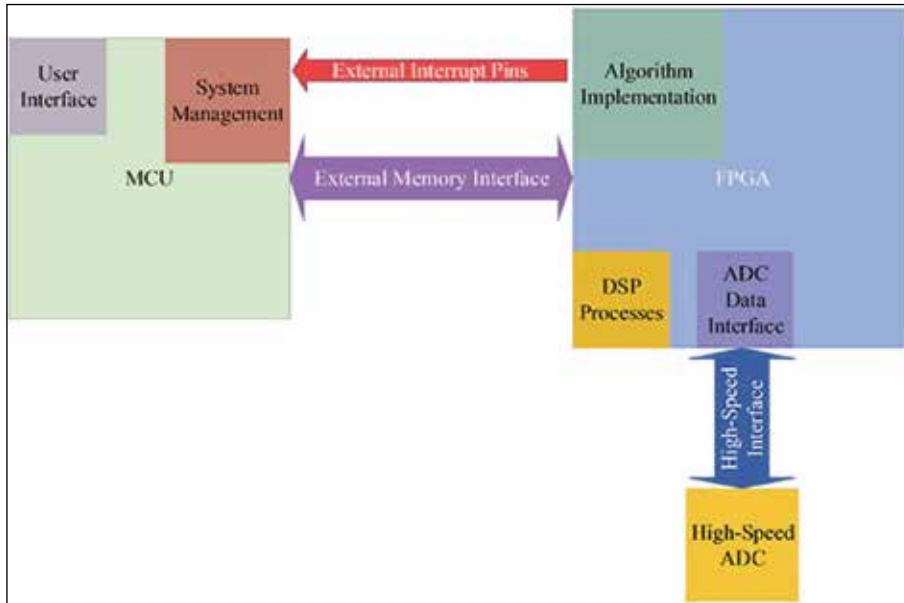 User
Interface
System
Management
MCU
External Interrupt Pins
External Memory Interface
Algorithm
Implementation
FPGA
DSP
Processes
ADC
Data
Interface
High-Speed
Interface
High-Speed
ADC